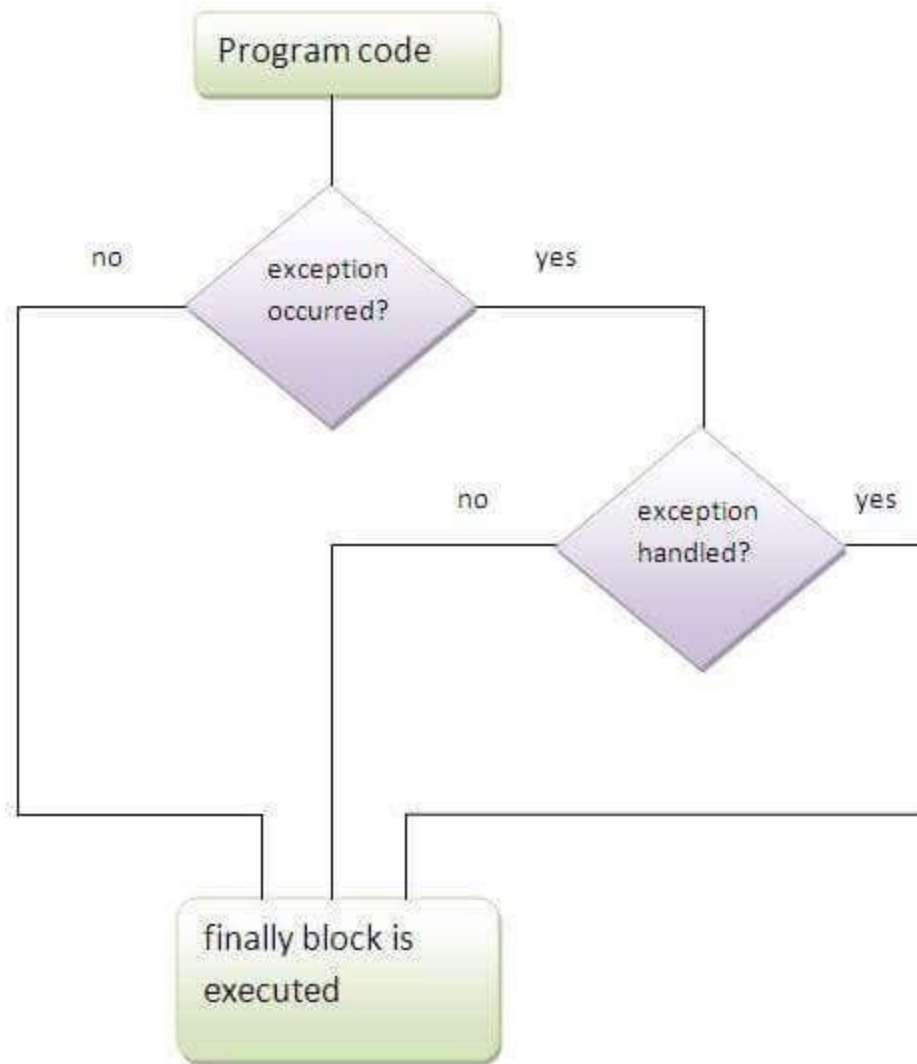 Program code
no
yes
exception
occurred?
no
yes
exception
handled?
finally block is
executed